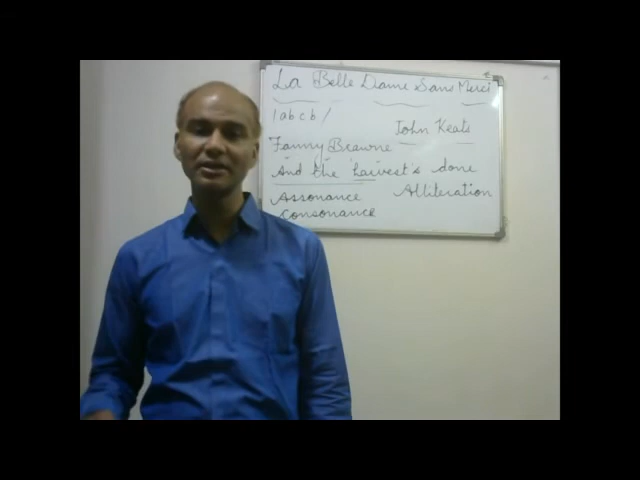 La Belle Dame Sans Merci
/abcb/
John Keats
Fanny Brawne
And the harvest's done
Assonance Alliteration
Consonance